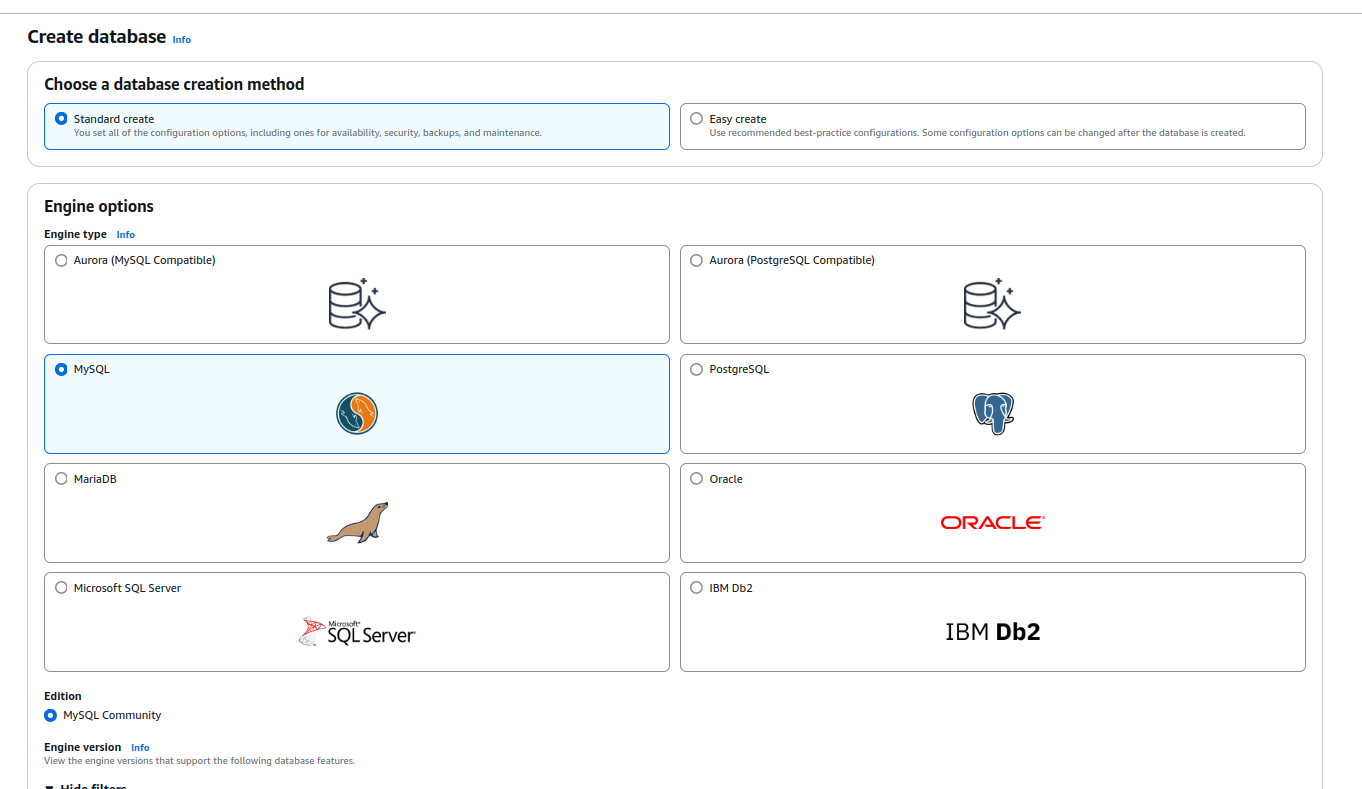 Create database Info
Choose a database creation method
Standard create
You set all of the configuration options, including ones for availability, security, backups, and maintenance.
Easy create
Use recommended best-practice configurations. Some configuration options can be changed after the database is created.
Engine options
Engine type Info
Aurora (MySQL Compatible)
Aurora (PostgreSQL Compatible)
MySQL
PostgreSQL
MariaDB
Oracle
ORACLE
Microsoft SQL Server
Microsoft
SQL Server
IBM Db2
IBM Db2
Edition
MySQL Community
Engine version Info
View the engine versions that support the following database features.
Hide filters